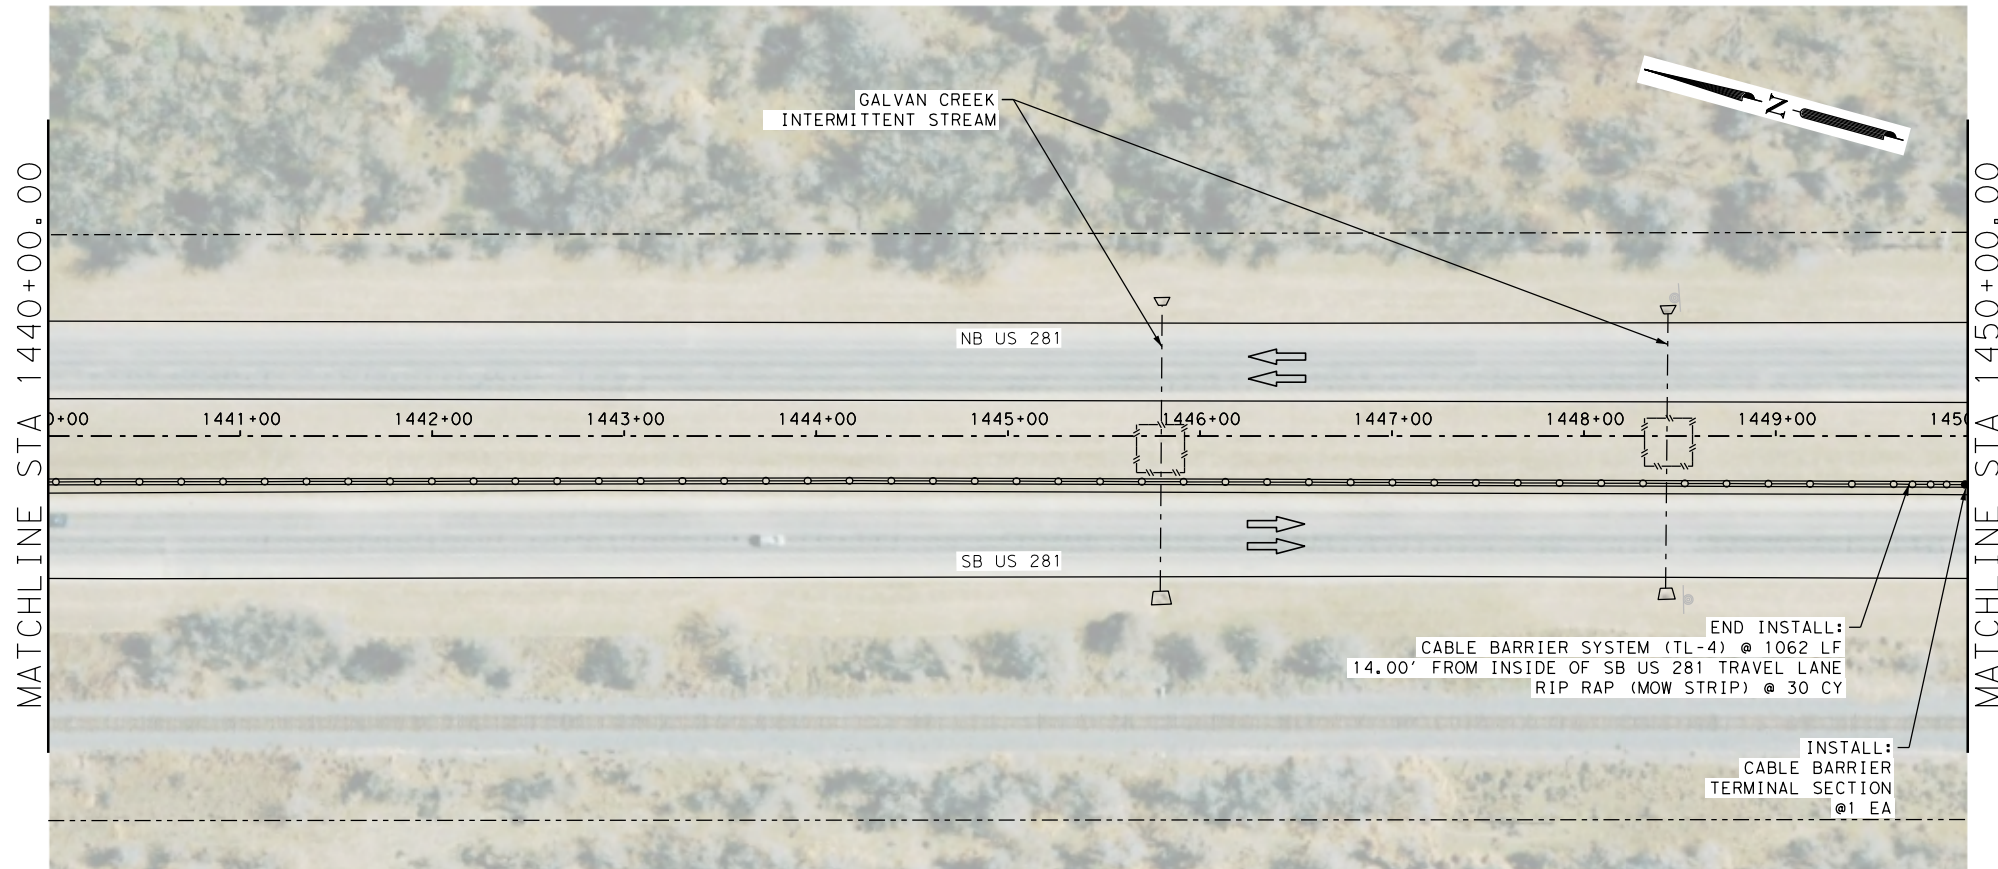 GALVAN CREEK
INTERMITTENT STREAM
N
MATCHLINE STA 1440+00.00
MATCHLINE STA 1450+00.00
NB US 281
0+00
1441+00
1442+00
1443+00
1444+00
1445+00
1446+00
1447+00
1448+00
1449+00
1450
SB US 281
END INSTALL:
CABLE BARRIER SYSTEM (TL-4) @ 1062 LF
14.00' FROM INSIDE OF SB US 281 TRAVEL LANE
RIP RAP (MOW STRIP) @ 30 CY
INSTALL:
CABLE BARRIER
TERMINAL SECTION
@1 EA